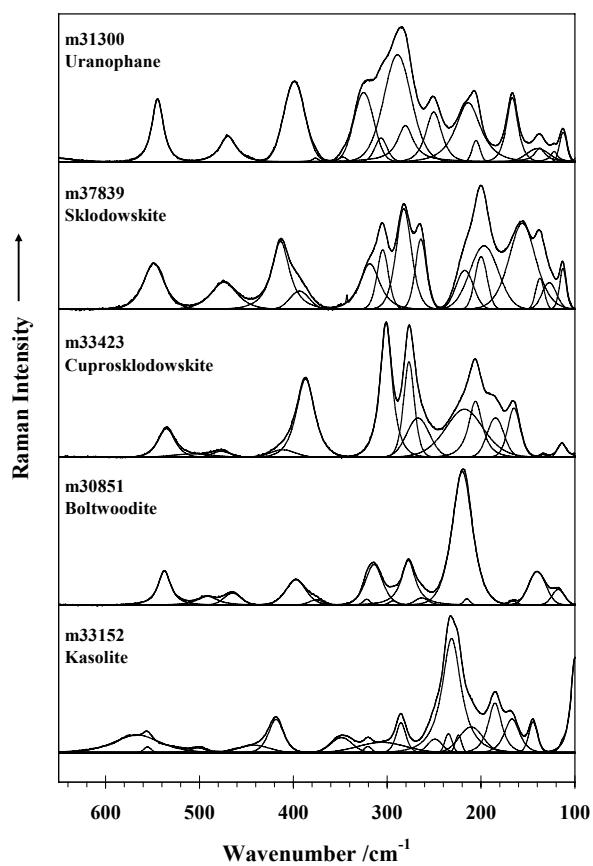 m31300
Uranophane
m37839
Sklodowskite
m33423
Cuprosklodowskite
m30851
Boltwoodite
m33152
Kasolite
Raman Intensity
600 500 400 300 200 100
Wavenumber /cm-1